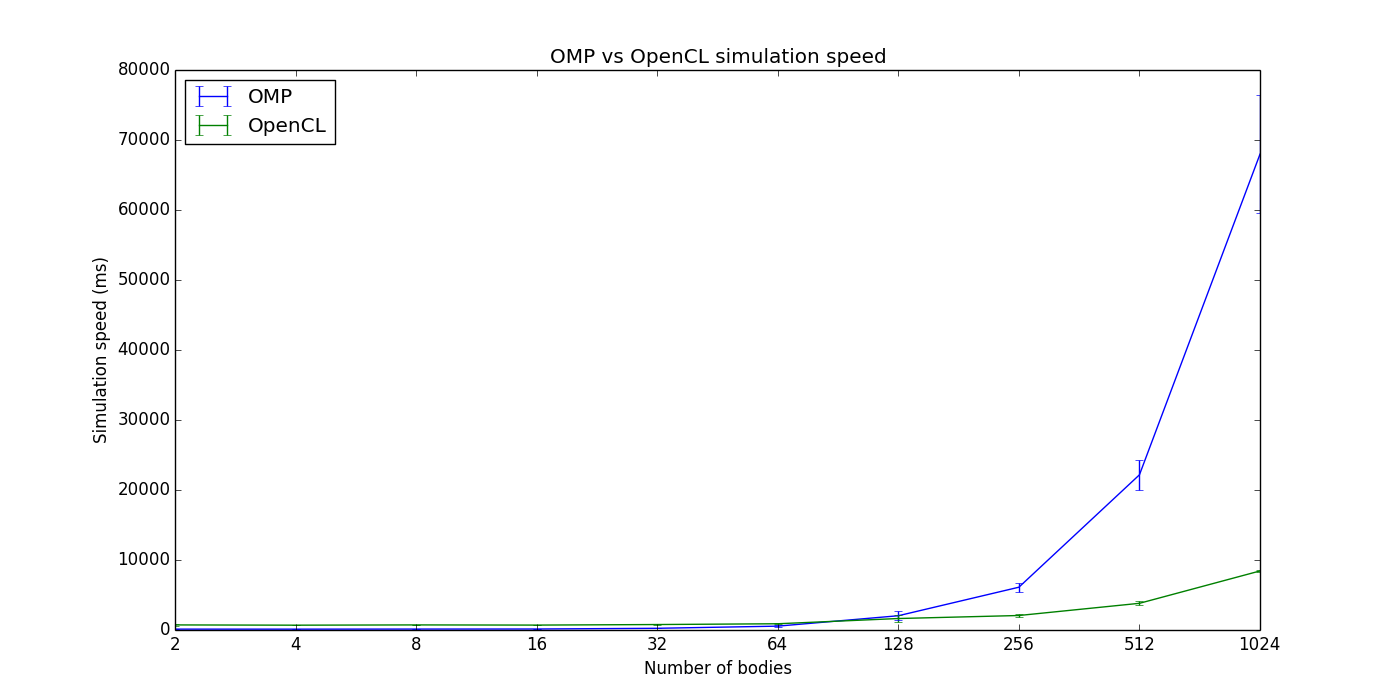 OMP vs OpenCL simulation speed
OMP
OpenCL
Simulation speed (ms)
80000
70000
60000
50000
40000
30000
20000
10000
0
2 4 8 16 32 64 128 256 512 1024
Number of bodies